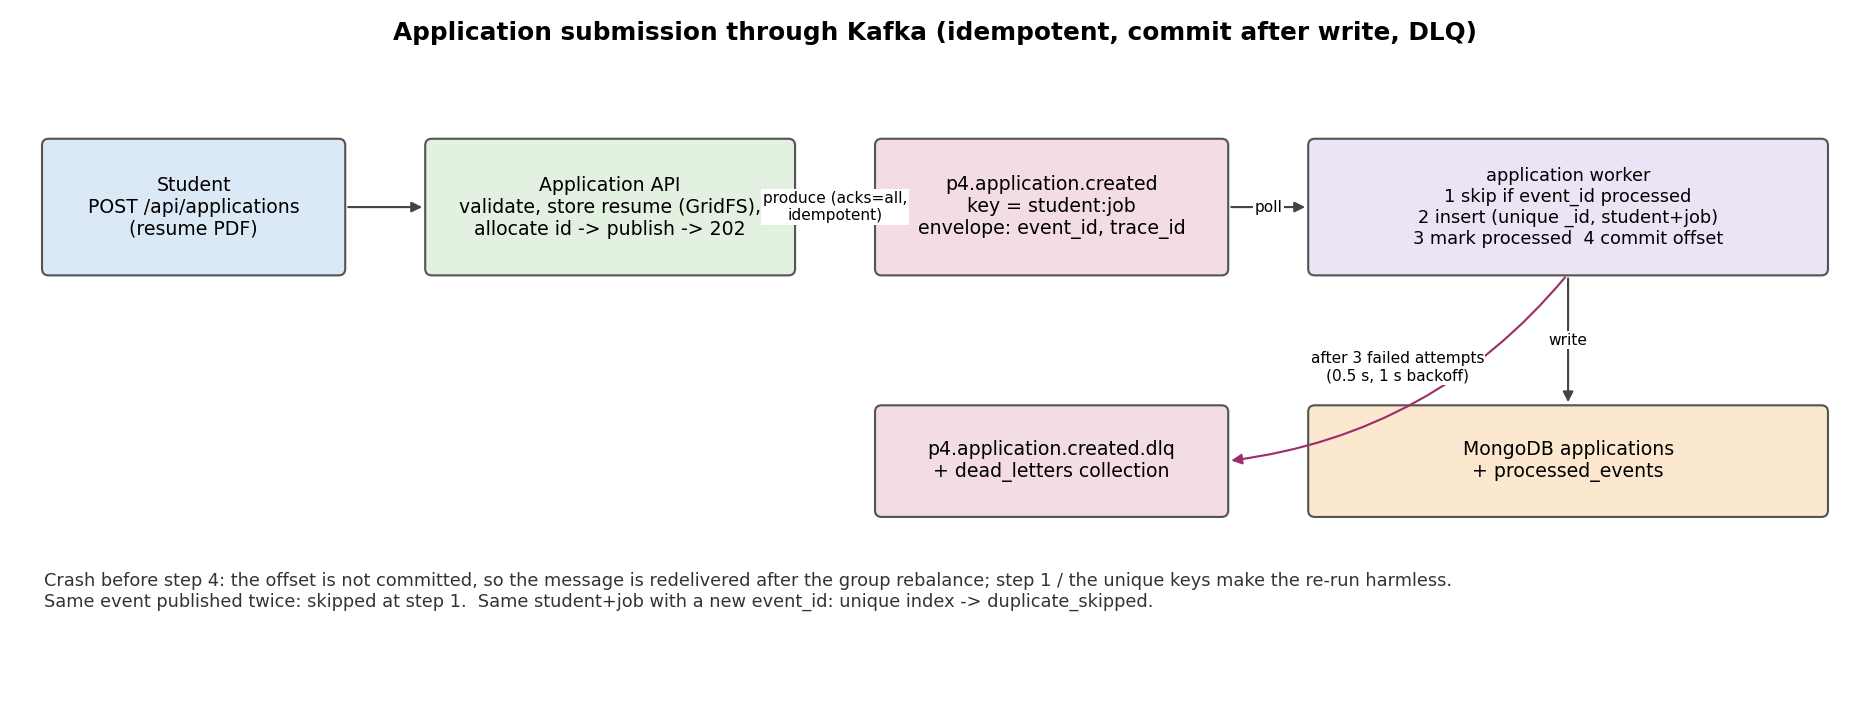 Application submission through Kafka (idempotent, commit after write, DLQ)
Student
POST /api/applications
(resume PDF)
Application API
validate, store resume (GridFS),
allocate id -> publish -> 202
produce (acks=all,
idempotent)
p4.application.created
key = student:job
envelope: event_id, trace_id
poll
application worker
1 skip if event_id processed
2 insert (unique _id, student+job)
3 mark processed  4 commit offset
after 3 failed attempts
(0.5 s, 1 s backoff)
write
p4.application.created.dlq
+ dead_letters collection
MongoDB applications
+ processed_events
Crash before step 4: the offset is not committed, so the message is redelivered after the group rebalance; step 1 / the unique keys make the re-run harmless.
Same event published twice: skipped at step 1.  Same student+job with a new event_id: unique index -> duplicate_skipped.